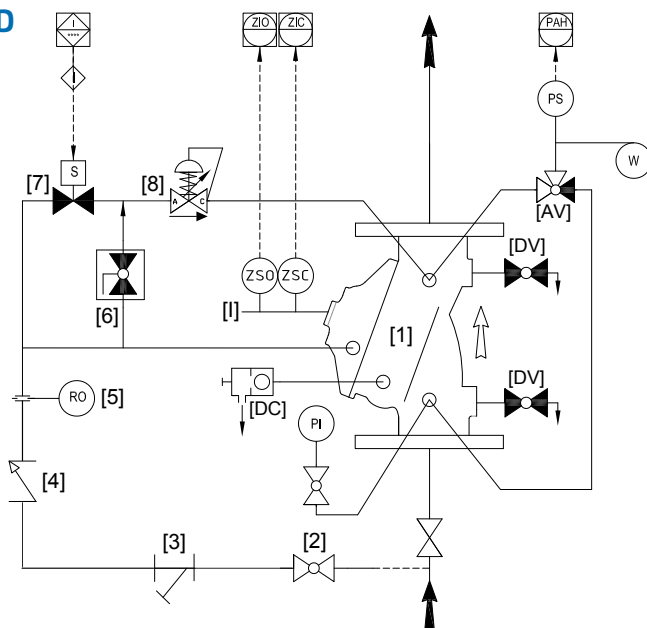 D
I
****
ZIO
ZIC
PAH
I
PS
S
W
[7]
[8]
A
C
[AV]
[DV]
ZSO
ZSC
[6]
[I]
[1]
[DC]
[DV]
RO
[5]
PI
[4]
[3]
[2]